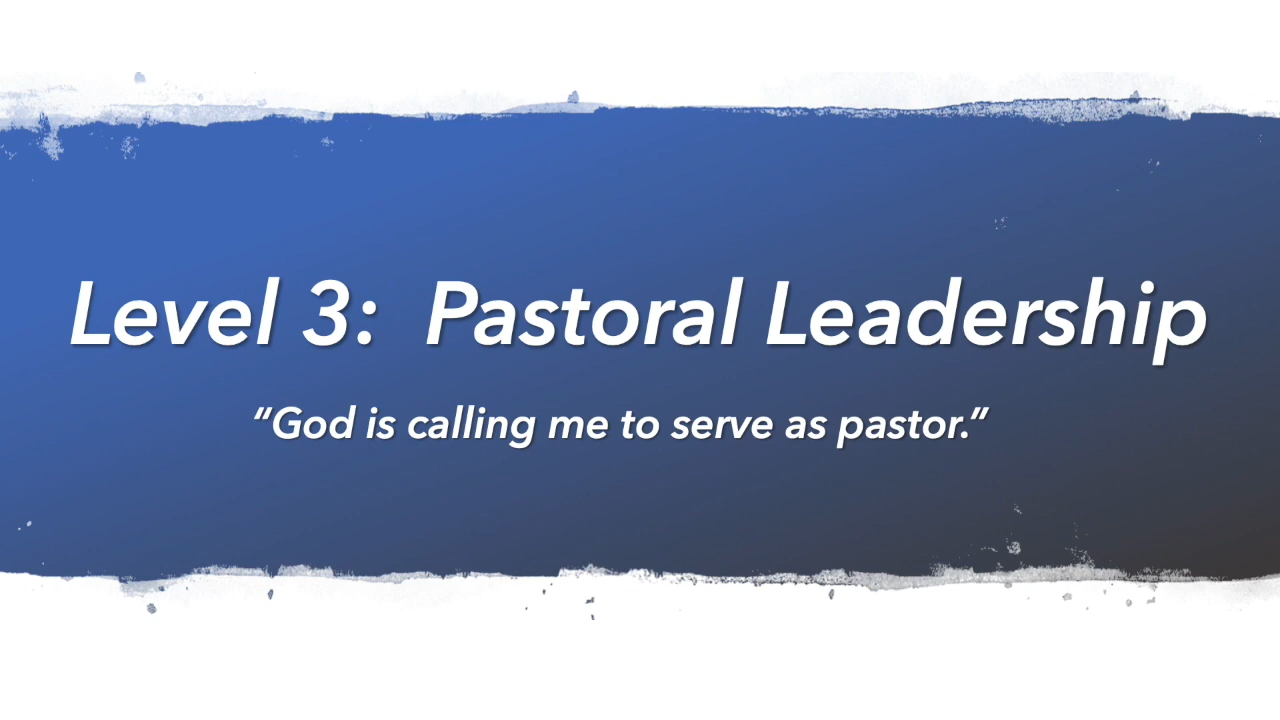 Level 3:  Pastoral Leadership
“God is calling me to serve as pastor.”